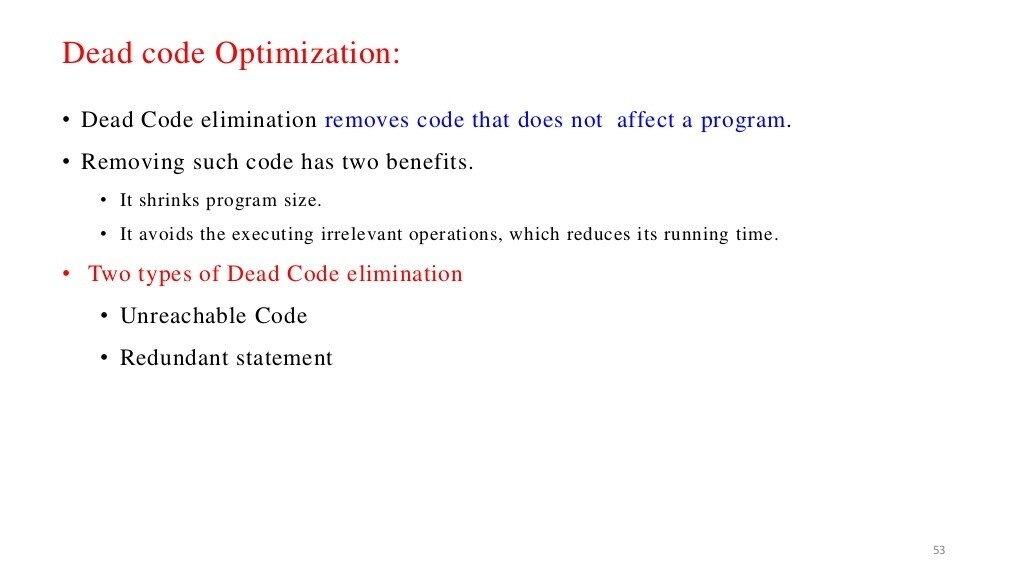 Dead code Optimization:
• Dead Code elimination removes code that does not  affect a program.
• Removing such code has two benefits.
• It shrinks program size.
• It avoids the executing irrelevant operations, which reduces its running time.
• Two types of Dead Code elimination
• Unreachable Code
• Redundant statement
53